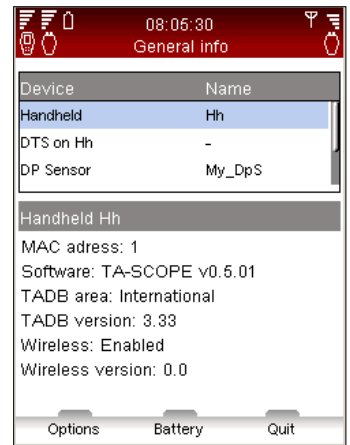 08:05:30
General info
Device Name
Handheld Hh
DTS on Hh -
DP Sensor My_DpS
Handheld Hh
MAC adress: 1
Software: TA-SCOPE v0.5.01
TADB area: International
TADB version: 3.33
Wireless: Enabled
Wireless version: 0.0
Options Battery Quit